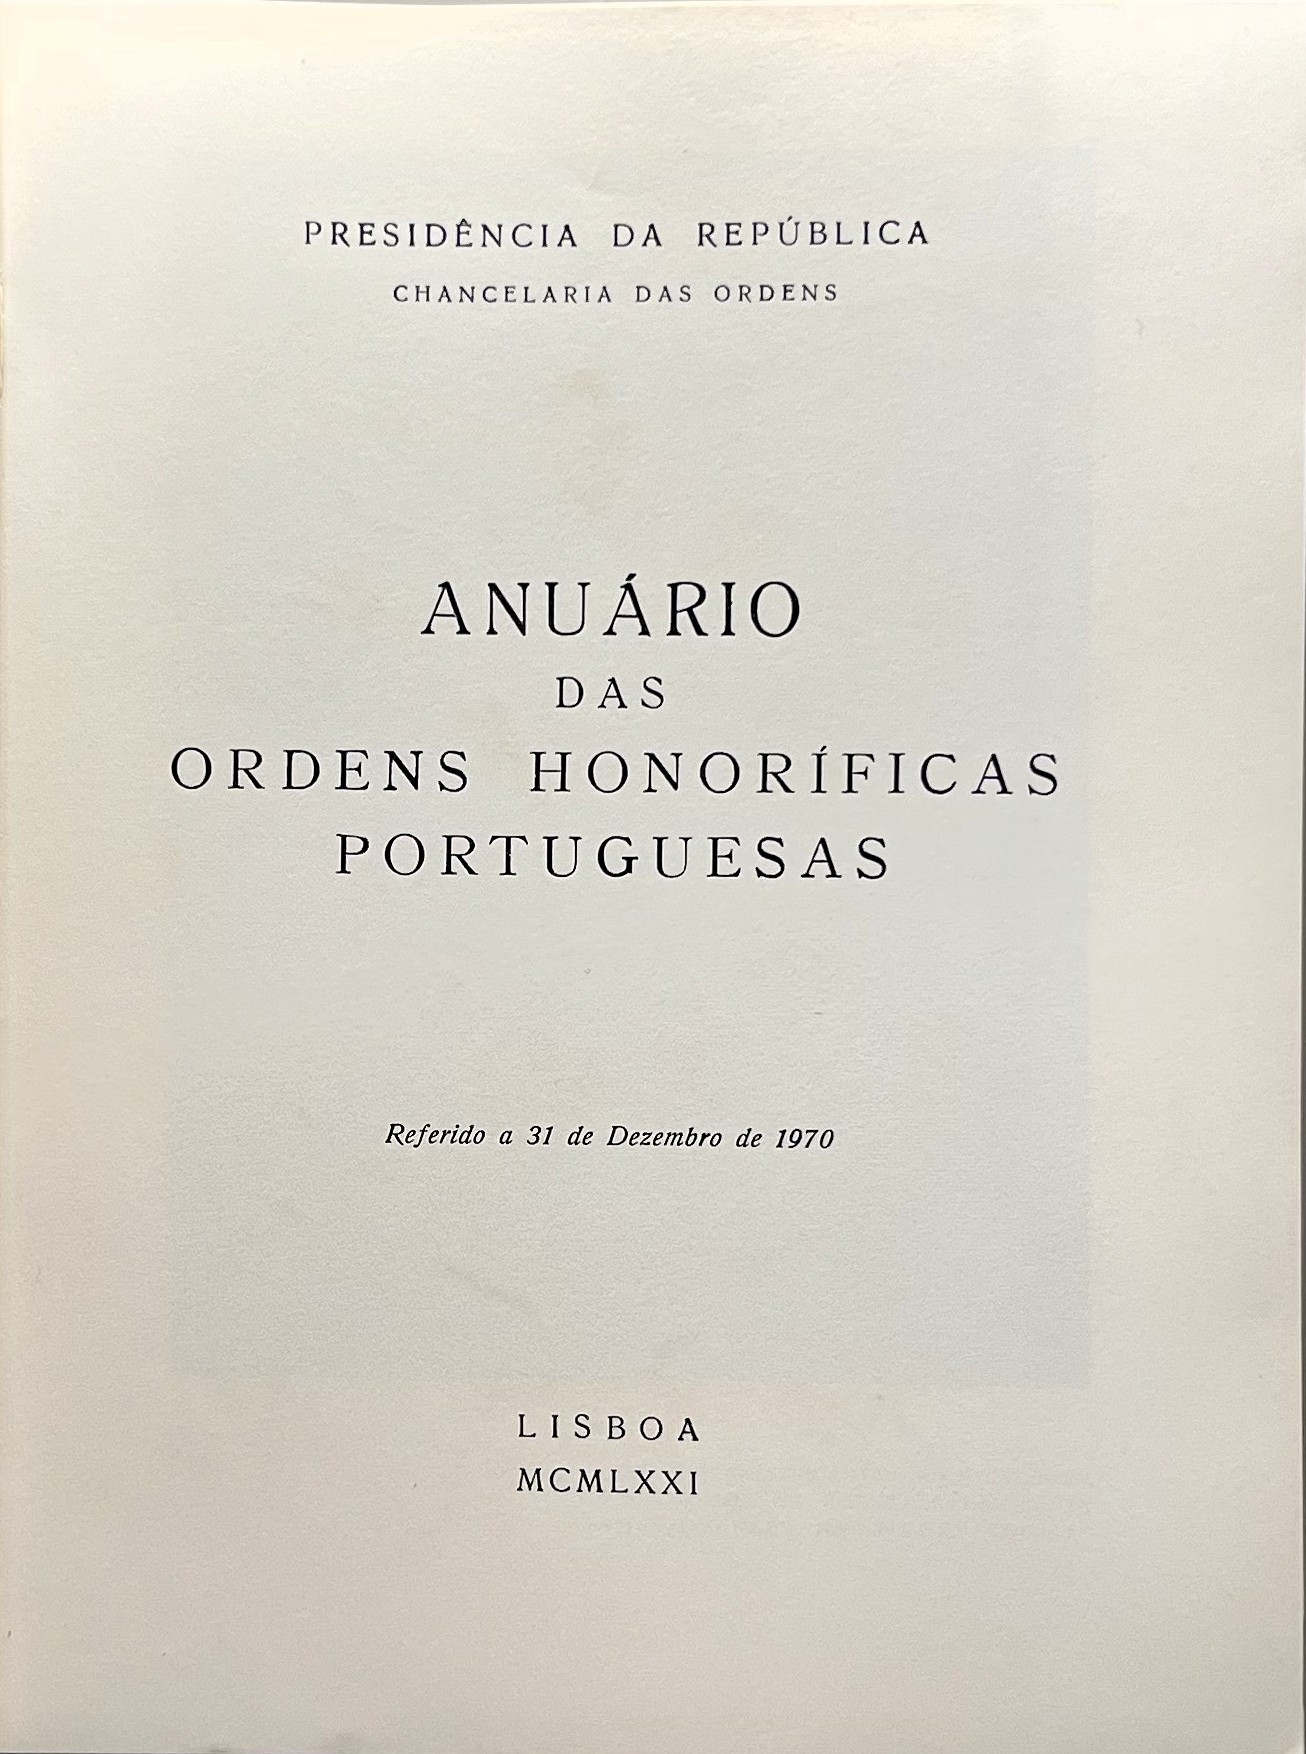 PRESIDÊNCIA DA REPÚBLICA
CHANCELARIA DAS ORDENS
ANUÁRIO
DAS
ORDENS HONORÍFICAS
PORTUGUESAS
Referido a 31 de Dezembro de 1970
LISBOA
MCMLXXI